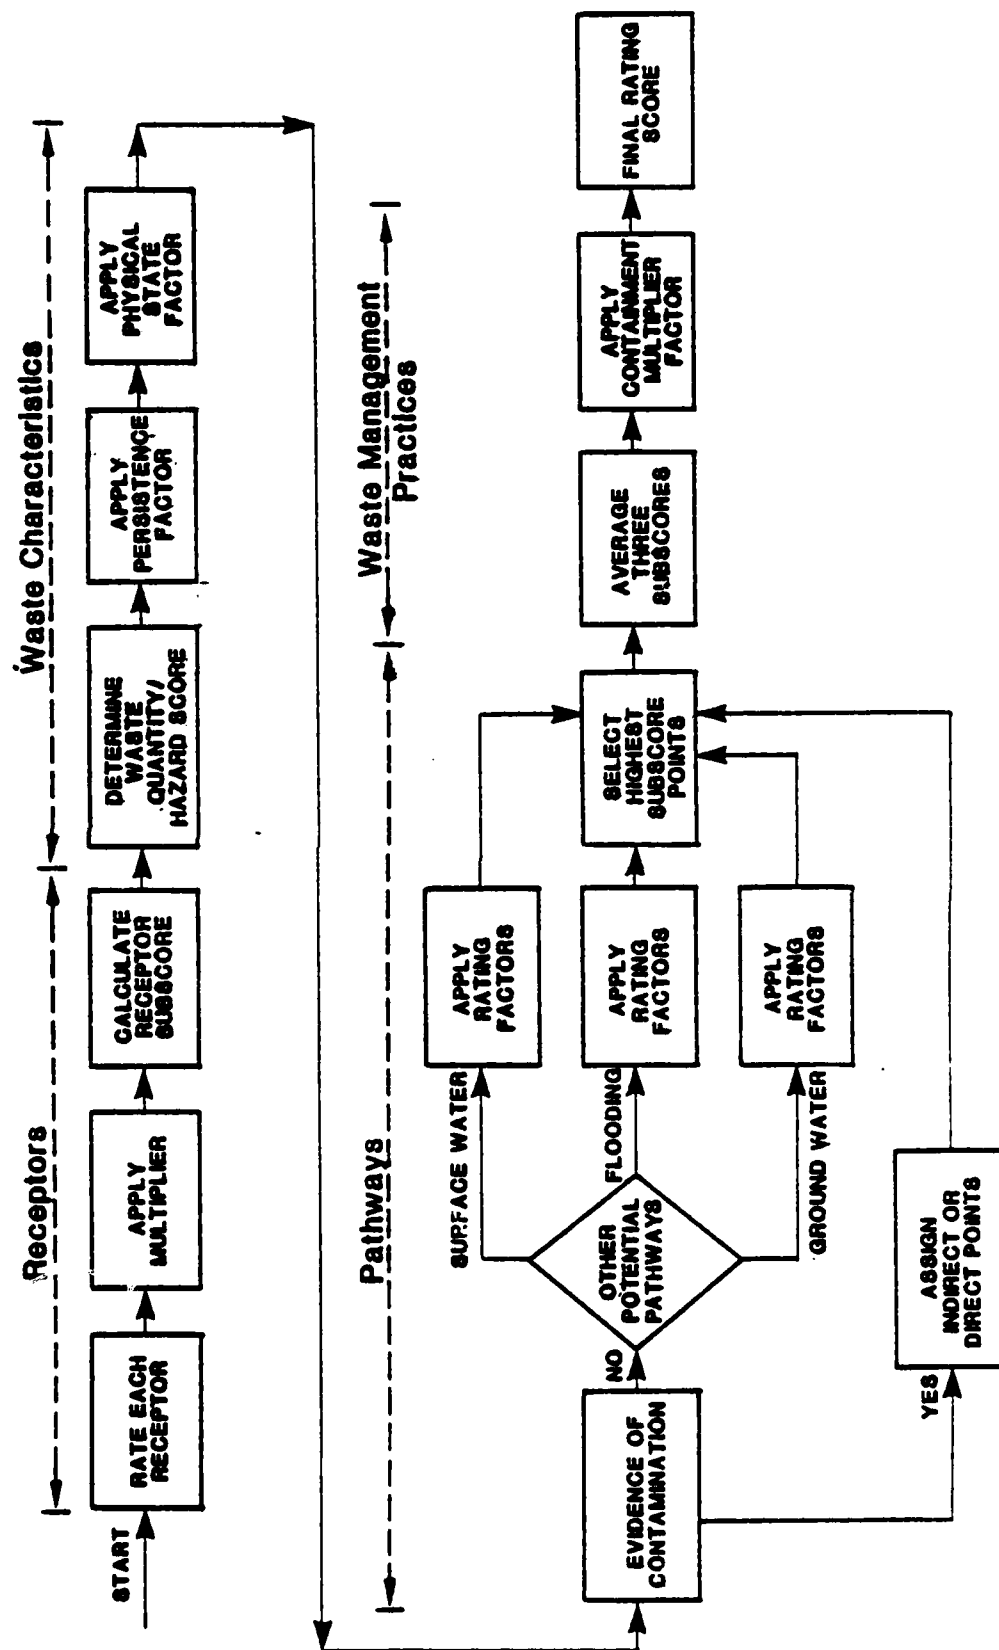 Receptors
Waste Characteristics
START
RATE EACH
RECEPTOR
APPLY
MULTIPLIER
CALCULATE
RECEPTOR
SUBSCORE
DETERMINE
WASTE
QUANTITY/
HAZARD SCORE
APPLY
PERSISTENCE
FACTOR
APPLY
PHYSICAL
STATE
FACTOR
Pathways
Waste Management
Practices
EVIDENCE OF
CONTAMINATION
NO
OTHER
POTENTIAL
PATHWAYS
SURFACE WATER
APPLY
RATING
FACTORS
FLOODING
APPLY
RATING
FACTORS
GROUND WATER
APPLY
RATING
FACTORS
YES
ASSIGN
INDIRECT OR
DIRECT POINTS
SELECT
HIGHEST
SUBSCORE
POINTS
AVERAGE
THREE
SUBSCORES
APPLY
CONTAINMENT
MULTIPLIER
FACTOR
FINAL RATING
SCORE